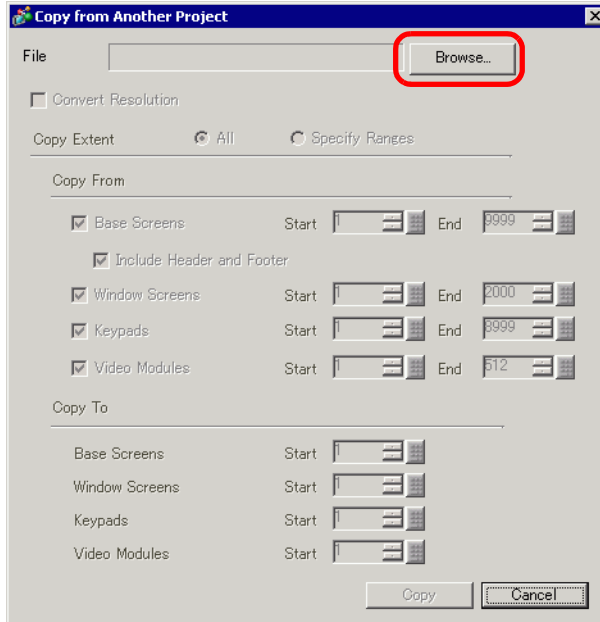 Copy from Another Project
File Browse...
Convert Resolution
Copy Extent All Specify Ranges
Copy From
Base Screens Start 1 End 9999
Include Header and Footer
Window Screens Start 1 End 2000
Keypads Start 1 End 8999
Video Modules Start 1 End 512
Copy To
Base Screens Start 1
Window Screens Start 1
Keypads Start 1
Video Modules Start 1
Copy Cancel